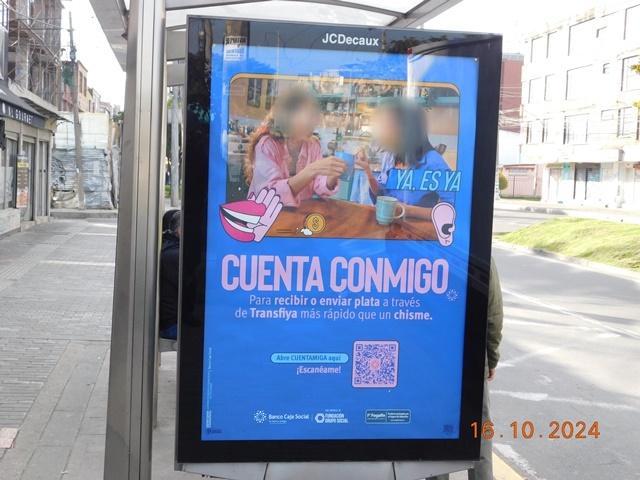 JCDecaux
YA. ES YA
CUENTA CONMIGO
Para recibir o enviar plata a través
de Transfiya más rápido que un chisme.
Abre CUENTAMIGA aquí
¡Escanéame!
Banco Caja Social
FUNDACIÓN
GRUPO SOCIAL
Fogafín
16.10.2024